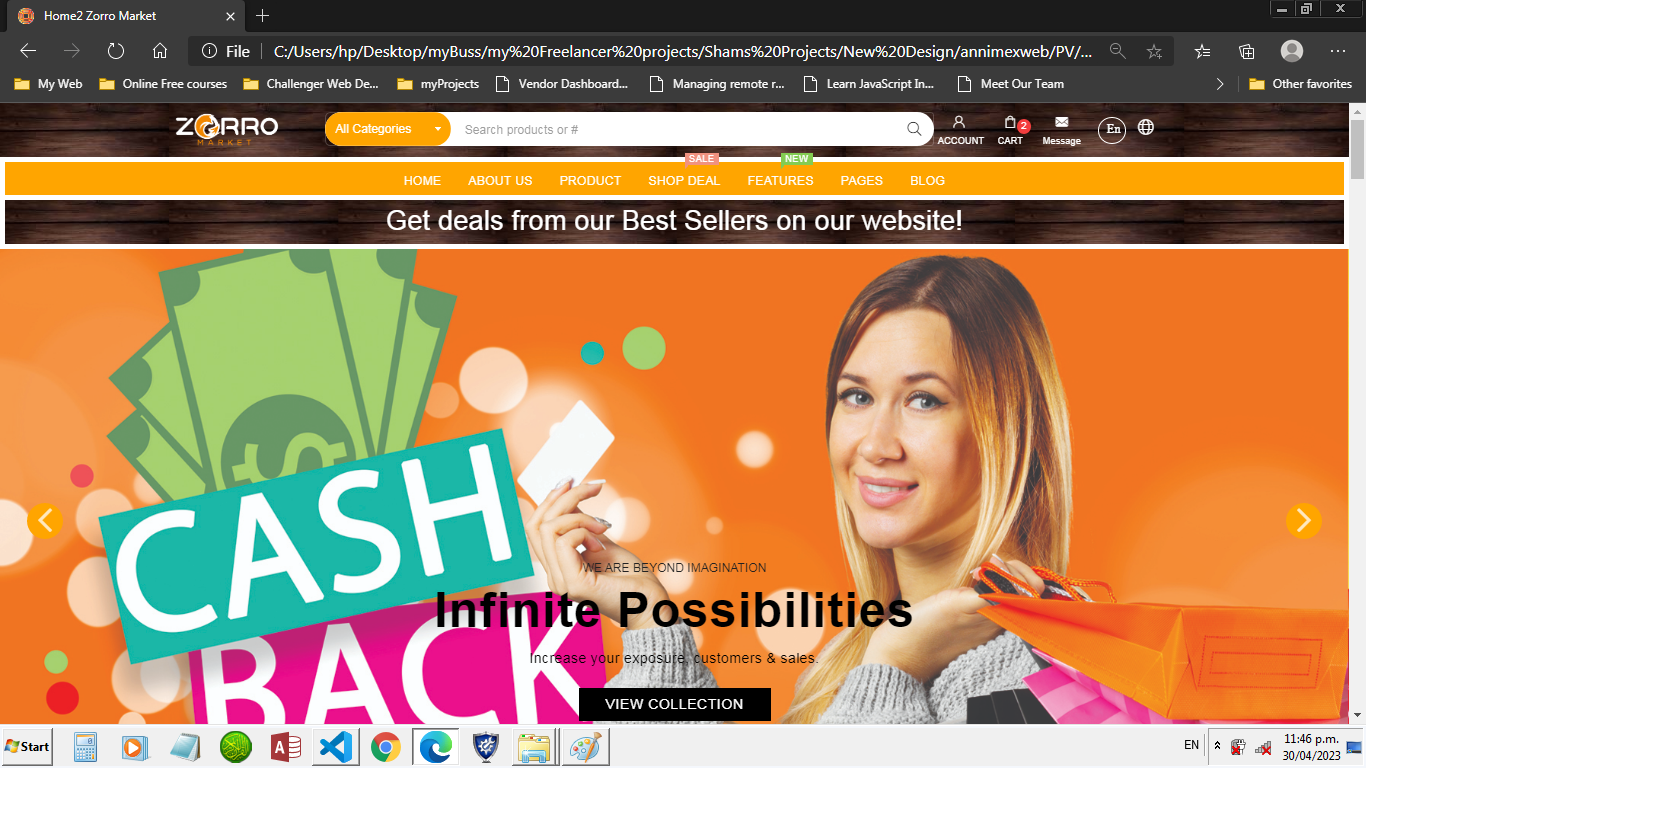 Home2 Zorro Market
File
C:/Users/hp/Desktop/myBuss/my%20Freelancer%20projects/Shams%20Projects/New%20Design/annimexweb/PV/...
My Web
Online Free courses
Challenger Web De...
myProjects
Vendor Dashboard...
Managing remote r...
Learn JavaScript In...
Meet Our Team
Other favorites
ZORRO
MARKET
All Categories
Search products or #
ACCOUNT
2
CART
Message
En
SALE
NEW
HOME
ABOUT US
PRODUCT
SHOP DEAL
FEATURES
PAGES
BLOG
Get deals from our Best Sellers on our website!
$
CASH
BACK
WE ARE BEYOND IMAGINATION
Infinite Possibilities
Increase your exposure, customers & sales.
VIEW COLLECTION
Start
EN
11:46 p.m.
30/04/2023